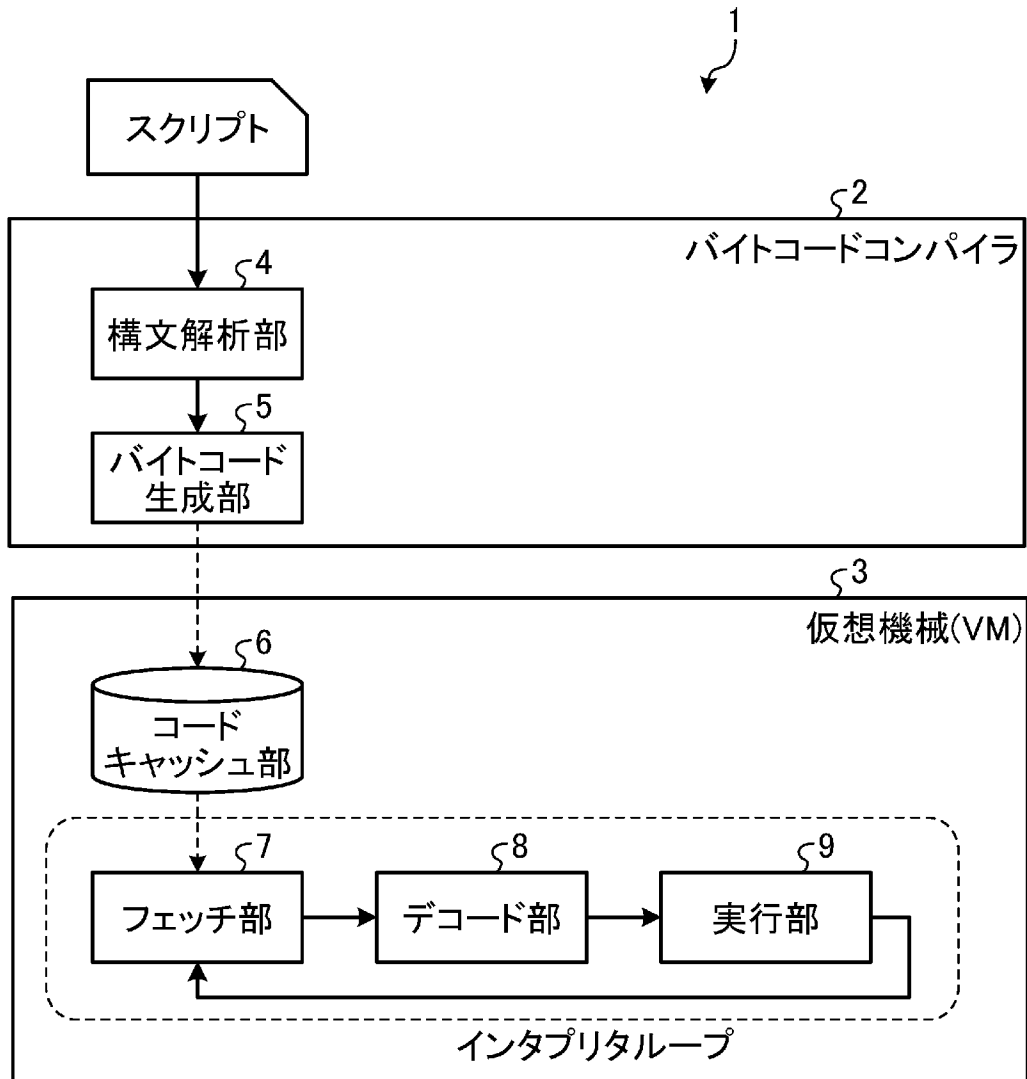 1
スクリプト
2
バイトコードコンパイラ
4
構文解析部
5
バイトコード
生成部
3
仮想機械(VM)
6
コード
キャッシュ部
7
フェッチ部
8
デコード部
9
実行部
インタプリタループ